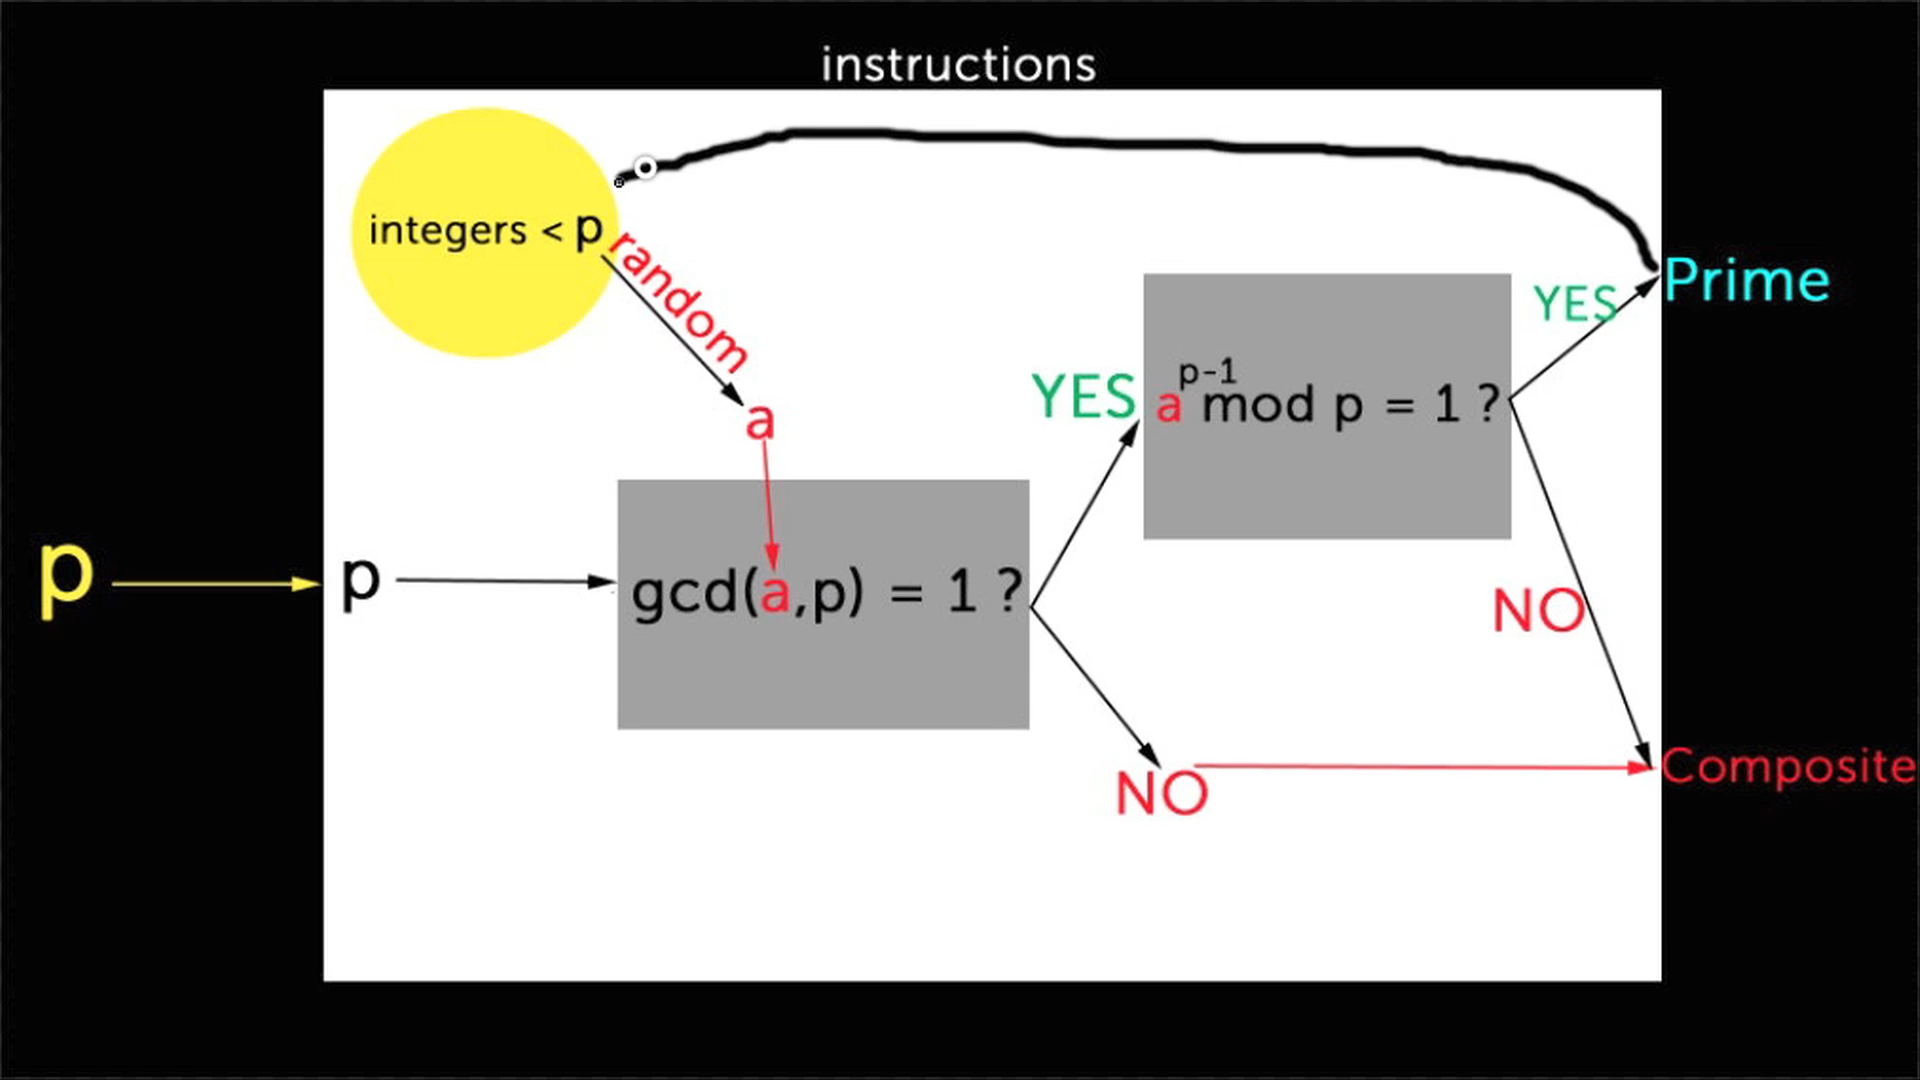 instructions
integers < p
random
a
Prime
YES
YES
a^{p-1} mod p = 1 ?
p
p
gcd(a,p) = 1 ?
NO
NO
Composite